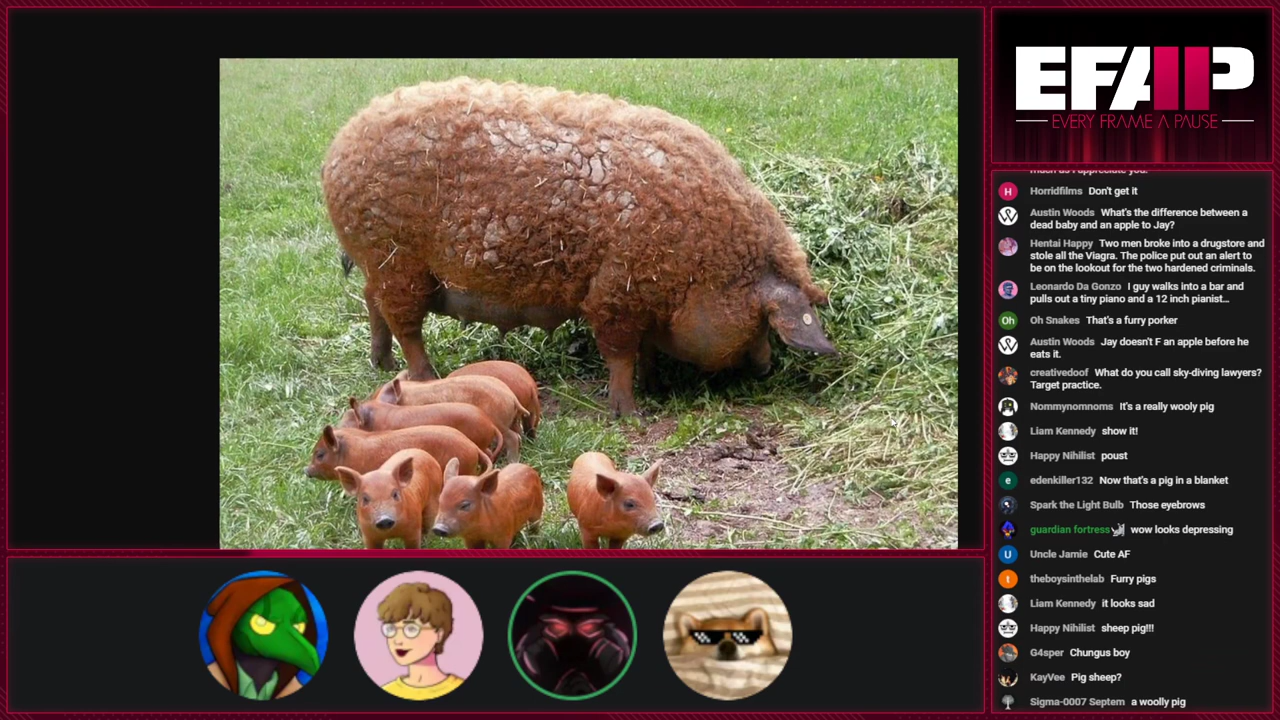 EFAP
EVERY FRAME A PAUSE
much as I appreciate you.
H Horridfilms Don't get it
Austin Woods What's the difference between a
dead baby and an apple to Jay?
Hentai Happy Two men broke into a drugstore and
stole all the Viagra. The police put out an alert to
be on the lookout for the two hardened criminals.
Leonardo Da Gonzo I guy walks into a bar and
pulls out a tiny piano and a 12 inch pianist...
Oh Oh Snakes That's a furry porker
Austin Woods Jay doesn't F an apple before he
eats it.
creativedoof What do you call sky-diving lawyers?
Target practice.
Nommynomnoms It's a really wooly pig
Liam Kennedy show it!
Happy Nihilist poust
e edenkiller132 Now that's a pig in a blanket
Spark the Light Bulb Those eyebrows
guardian fortress wow looks depressing
U Uncle Jamie Cute AF
t theboysinthelab Furry pigs
Liam Kennedy it looks sad
Happy Nihilist sheep pig!!!
G4sper Chungus boy
KayVee Pig sheep?
Sigma-0007 Septem a woolly pig